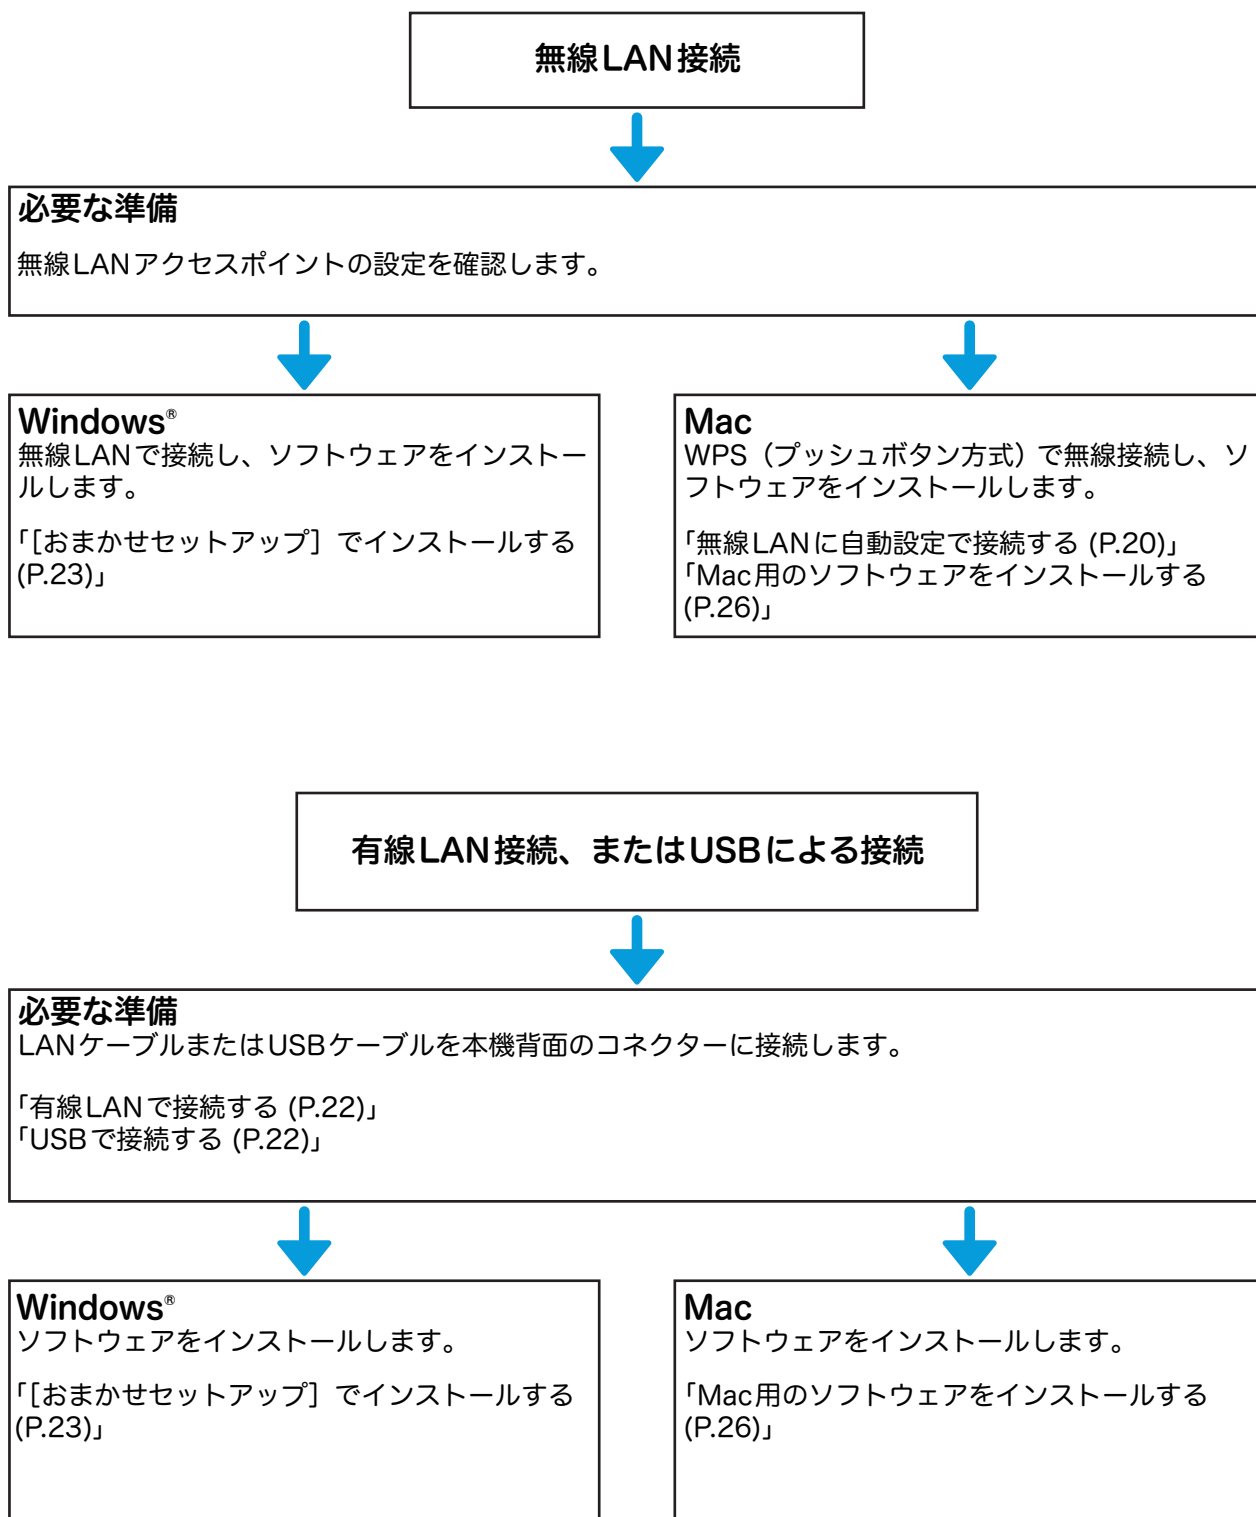 無線LAN接続
必要な準備
無線LANアクセスポイントの設定を確認します。
Windows®
無線LANで接続し、ソフトウェアをインストー
ルします。
「[おまかせセットアップ] でインストールする
(P.23)」
Mac
WPS（プッシュボタン方式）で無線接続し、ソ
フトウェアをインストールします。
「無線LANに自動設定で接続する (P.20)」
「Mac用のソフトウェアをインストールする
(P.26)」
有線LAN接続、またはUSBによる接続
必要な準備
LANケーブルまたはUSBケーブルを本機背面のコネクターに接続します。
「有線LANで接続する (P.22)」
「USBで接続する (P.22)」
Windows®
ソフトウェアをインストールします。
「[おまかせセットアップ] でインストールする
(P.23)」
Mac
ソフトウェアをインストールします。
「Mac用のソフトウェアをインストールする
(P.26)」